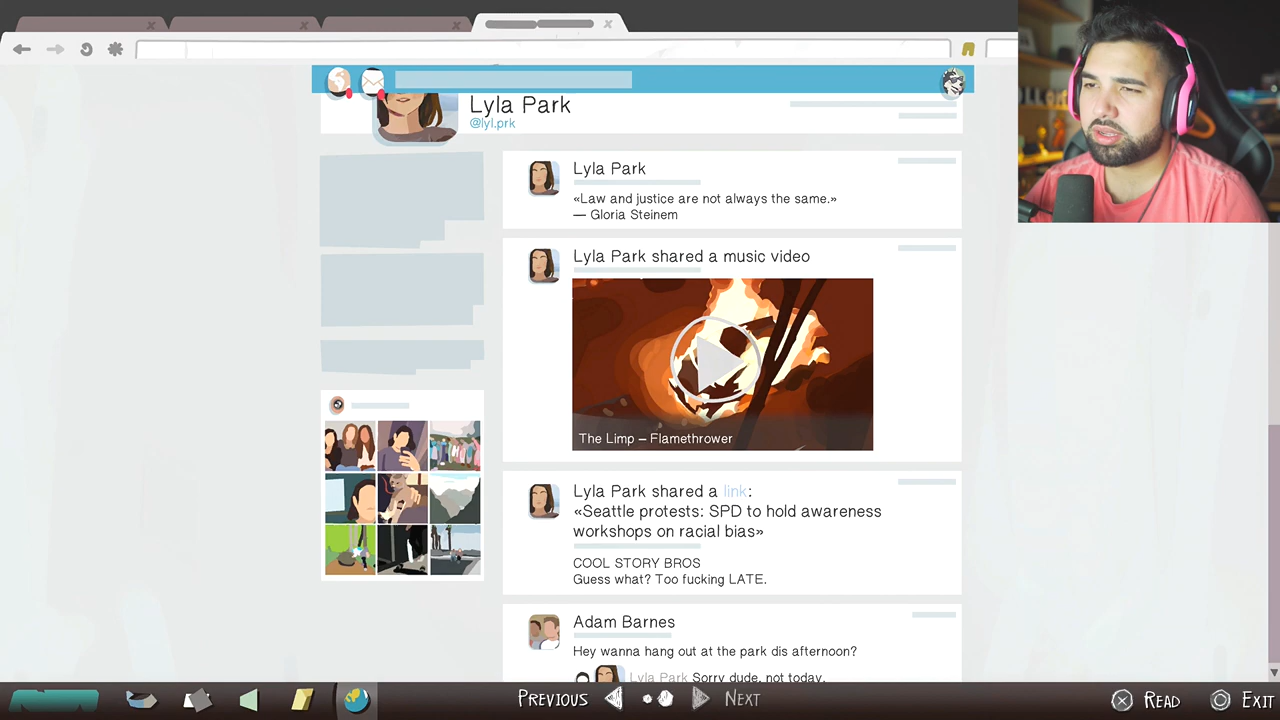 Lyla Park
@lyl.prk
Lyla Park
«Law and justice are not always the same.»
— Gloria Steinem
Lyla Park shared a music video
The Limp – Flamethrower
Lyla Park shared a link:
«Seattle protests: SPD to hold awareness
workshops on racial bias»
COOL STORY BROS
Guess what? Too fucking LATE.
Adam Barnes
Hey wanna hang out at the park dis afternoon?
Lyla Park Sorry dude, not today.
PREVIOUS NEXT READ EXIT